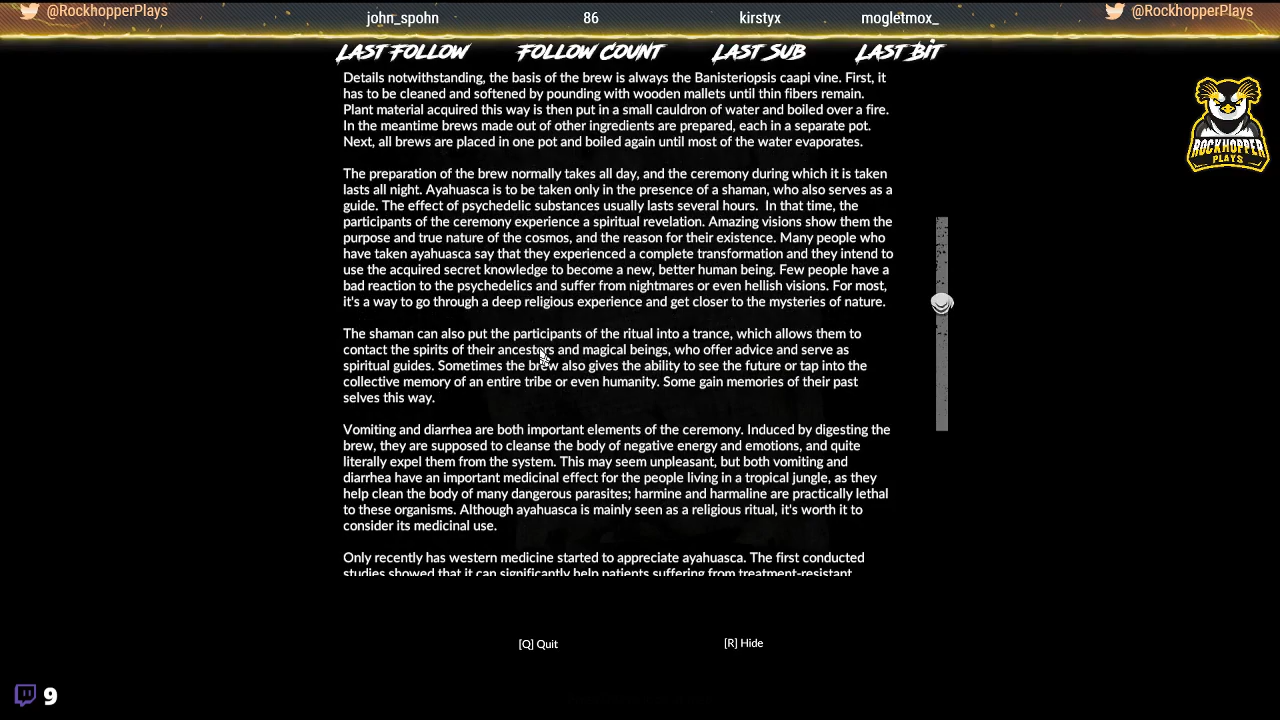 @RockhopperPlays john_spohn 86 kirstyx mogletmox_ @RockhopperPlays
LAST FOLLOW FOLLOW COUNT LAST SUB LAST BIT
Details notwithstanding, the basis of the brew is always the Banisteriopsis caapi vine. First, it
has to be cleaned and softened by pounding with wooden mallets until thin fibers remain.
Plant material acquired this way is then put in a small cauldron of water and boiled over a fire.
In the meantime brews made out of other ingredients are prepared, each in a separate pot.
Next, all brews are placed in one pot and boiled again until most of the water evaporates.
The preparation of the brew normally takes all day, and the ceremony during which it is taken
lasts all night. Ayahuasca is to be taken only in the presence of a shaman, who also serves as a
guide. The effect of psychedelic substances usually lasts several hours.  In that time, the
participants of the ceremony experience a spiritual revelation. Amazing visions show them the
purpose and true nature of the cosmos, and the reason for their existence. Many people who
have taken ayahuasca say that they experienced a complete transformation and they intend to
use the acquired secret knowledge to become a new, better human being. Few people have a
bad reaction to the psychedelics and suffer from nightmares or even hellish visions. For most,
it's a way to go through a deep religious experience and get closer to the mysteries of nature.
The shaman can also put the participants of the ritual into a trance, which allows them to
contact the spirits of their ancestors and magical beings, who offer advice and serve as
spiritual guides. Sometimes the brew also gives the ability to see the future or tap into the
collective memory of an entire tribe or even humanity. Some gain memories of their past
selves this way.
Vomiting and diarrhea are both important elements of the ceremony. Induced by digesting the
brew, they are supposed to cleanse the body of negative energy and emotions, and quite
literally expel them from the system. This may seem unpleasant, but both vomiting and
diarrhea have an important medicinal effect for the people living in a tropical jungle, as they
help clean the body of many dangerous parasites; harmine and harmaline are practically lethal
to these organisms. Although ayahuasca is mainly seen as a religious ritual, it's worth it to
consider its medicinal use.
Only recently has western medicine started to appreciate ayahuasca. The first conducted
studies showed that it can significantly help patients suffering from treatment-resistant
[Q] Quit [R] Hide
9
ROCKHOPPER
PLAYS